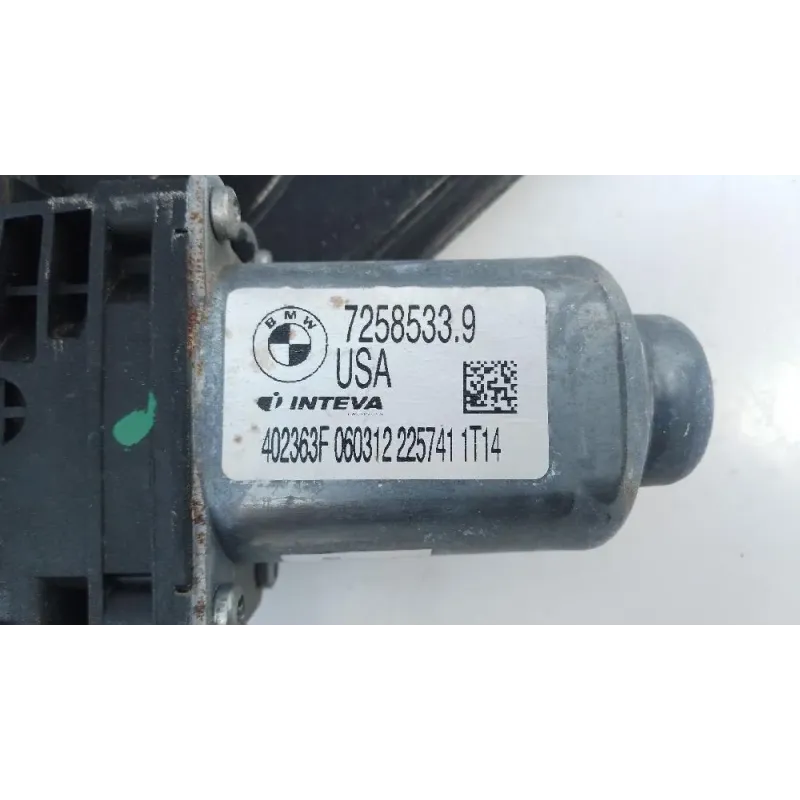 BMW
7258533.9
USA
INTEVA
402363F 060312 225741 1T14